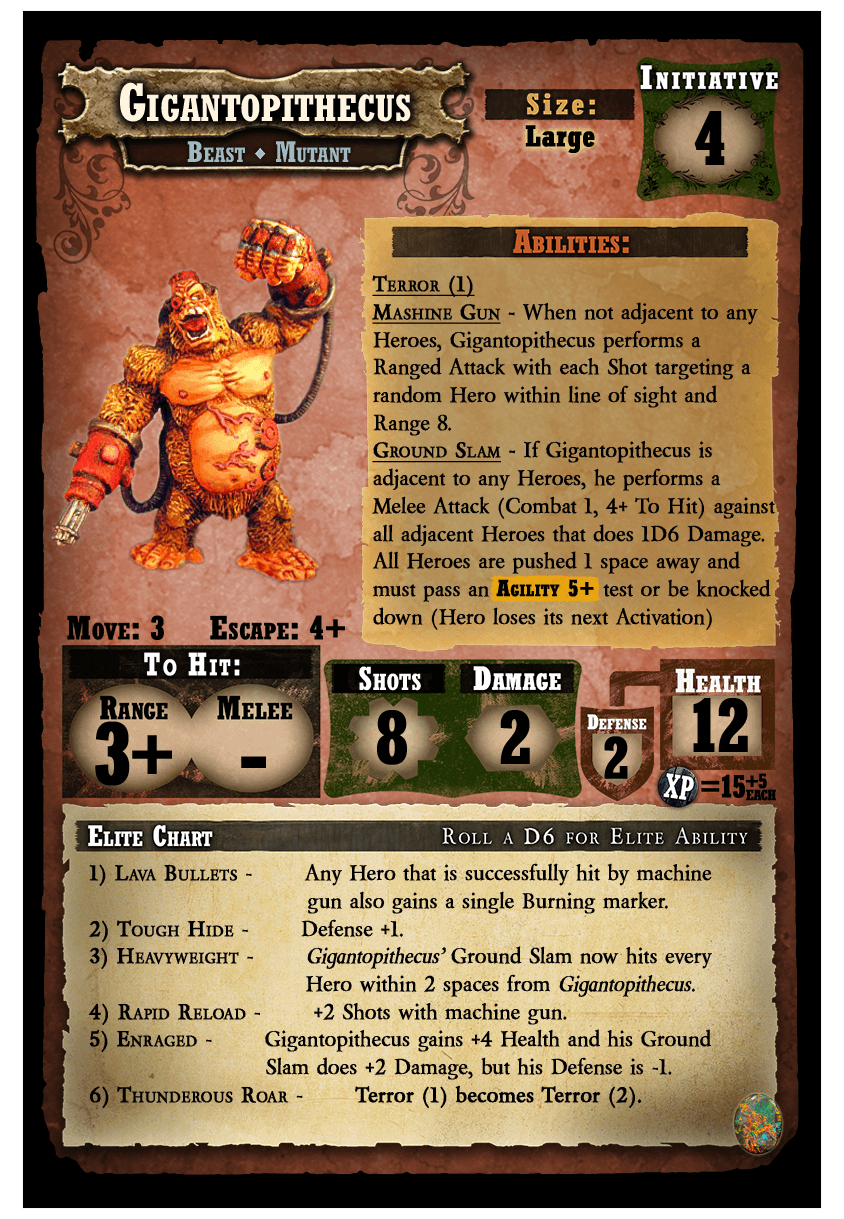 Gigantopithecus
Beast ◆ Mutant
Size:
Large
Initiative
4
Abilities:
Terror (1)
Mashine Gun - When not adjacent to any
Heroes, Gigantopithecus performs a
Ranged Attack with each Shot targeting a
random Hero within line of sight and
Range 8.
Ground Slam - If Gigantopithecus is
adjacent to any Heroes, he performs a
Melee Attack (Combat 1, 4+ To Hit) against
all adjacent Heroes that does 1D6 Damage.
All Heroes are pushed 1 space away and
must pass an Agility 5+ test or be knocked
down (Hero loses its next Activation)
Move: 3 Escape: 4+
To Hit:
Range
3+
Melee
-
Shots
8
Damage
2
Defense
2
Health
12
XP =15 +5 EACH
Elite Chart Roll a D6 for Elite Ability
1) Lava Bullets - Any Hero that is successfully hit by machine
gun also gains a single Burning marker.
2) Tough Hide - Defense +1.
3) Heavyweight - Gigantopithecus’ Ground Slam now hits every
Hero within 2 spaces from Gigantopithecus.
4) Rapid Reload - +2 Shots with machine gun.
5) Enraged - Gigantopithecus gains +4 Health and his Ground
Slam does +2 Damage, but his Defense is -1.
6) Thunderous Roar - Terror (1) becomes Terror (2).